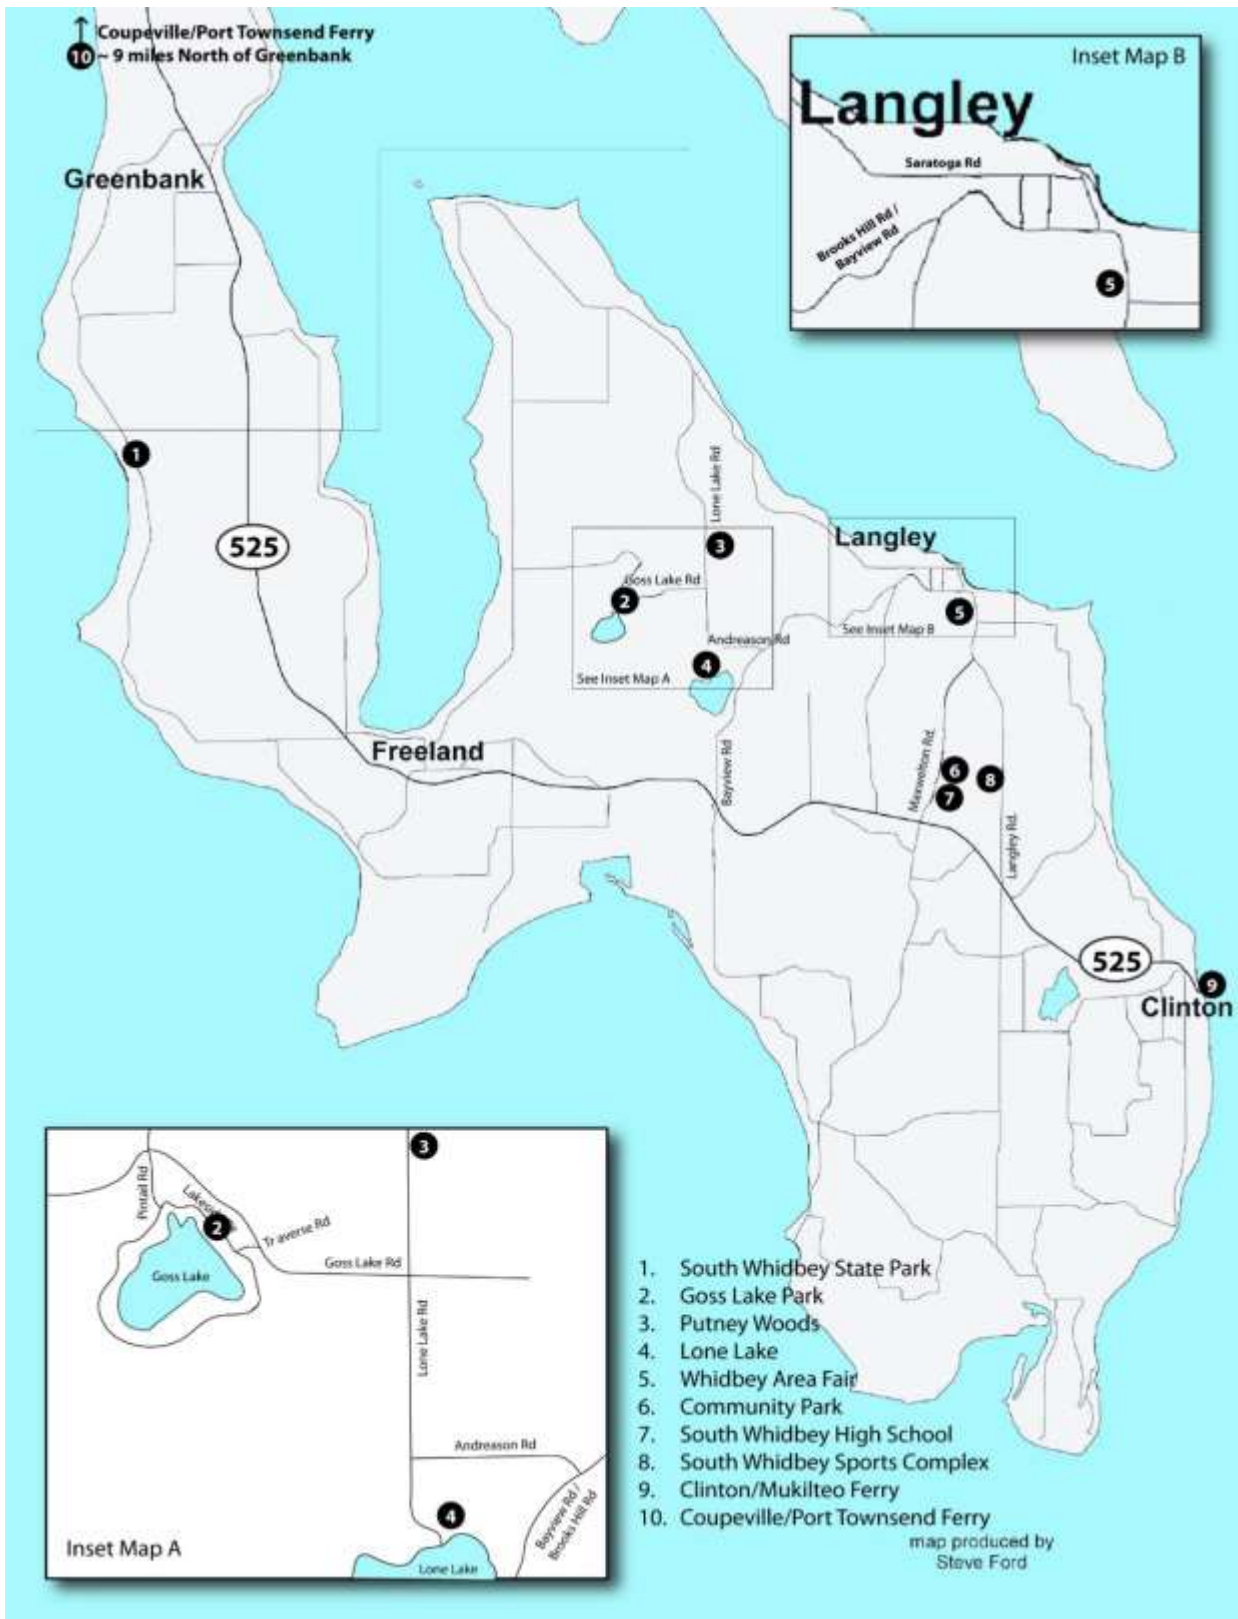 Coupeville/Port Townsend Ferry
10 ~ 9 miles North of Greenbank
Inset Map B
Langley
Saratoga Rd
Brooks Hill Rd /
Bayview Rd
5
Greenbank
1
525
Lone Lake Rd
3
Goss Lake Rd
2
Andreason Rd
4
See Inset Map A
Langley
5
See Inset Map B
Freeland
Bayview Rd
Maxwelton Rd.
6
7
8
Langley Rd.
525
9
Clinton
3
Pintail Rd
2
Traverse Rd
Goss Lake
Goss Lake Rd
Lone Lake Rd
Andreason Rd
4
Bayview Rd /
Brooks Hill Rd
Inset Map A
Lone Lake
1. South Whidbey State Park
2. Goss Lake Park
3. Putney Woods
4. Lone Lake
5. Whidbey Area Fair
6. Community Park
7. South Whidbey High School
8. South Whidbey Sports Complex
9. Clinton/Mukilteo Ferry
10. Coupeville/Port Townsend Ferry
map produced by
Steve Ford